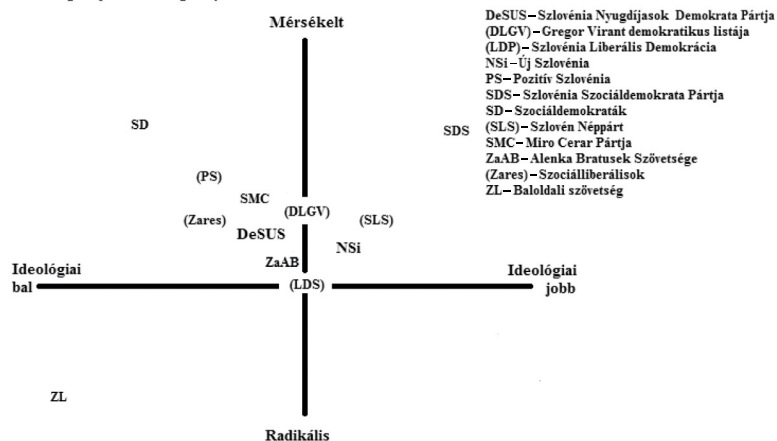 Mérsékelt
DeSUS – Szlovénia Nyugdíjasok Demokrata Pártja
(DLGV) – Gregor Virant demokratikus listája
(LDP) – Szlovénia Liberális Demokrácia
NSi – Új Szlovénia
PS – Pozitív Szlovénia
SDS – Szlovénia Szociáldemokrata Pártja
SD – Szociáldemokraták
(SLS) – Szlovén Néppárt
SMC – Miro Cerar Pártja
ZaAB – Alenka Bratusek Szövetsége
(Zares) – Szociálliberálisok
ZL – Baloldali szövetség
SD
SDS
(PS)
SMC
(Zares)
(DLGV)
(SLS)
DeSUS
NSi
ZaAB
Ideológiai
bal
(LDS)
Ideológiai
jobb
ZL
Radikális